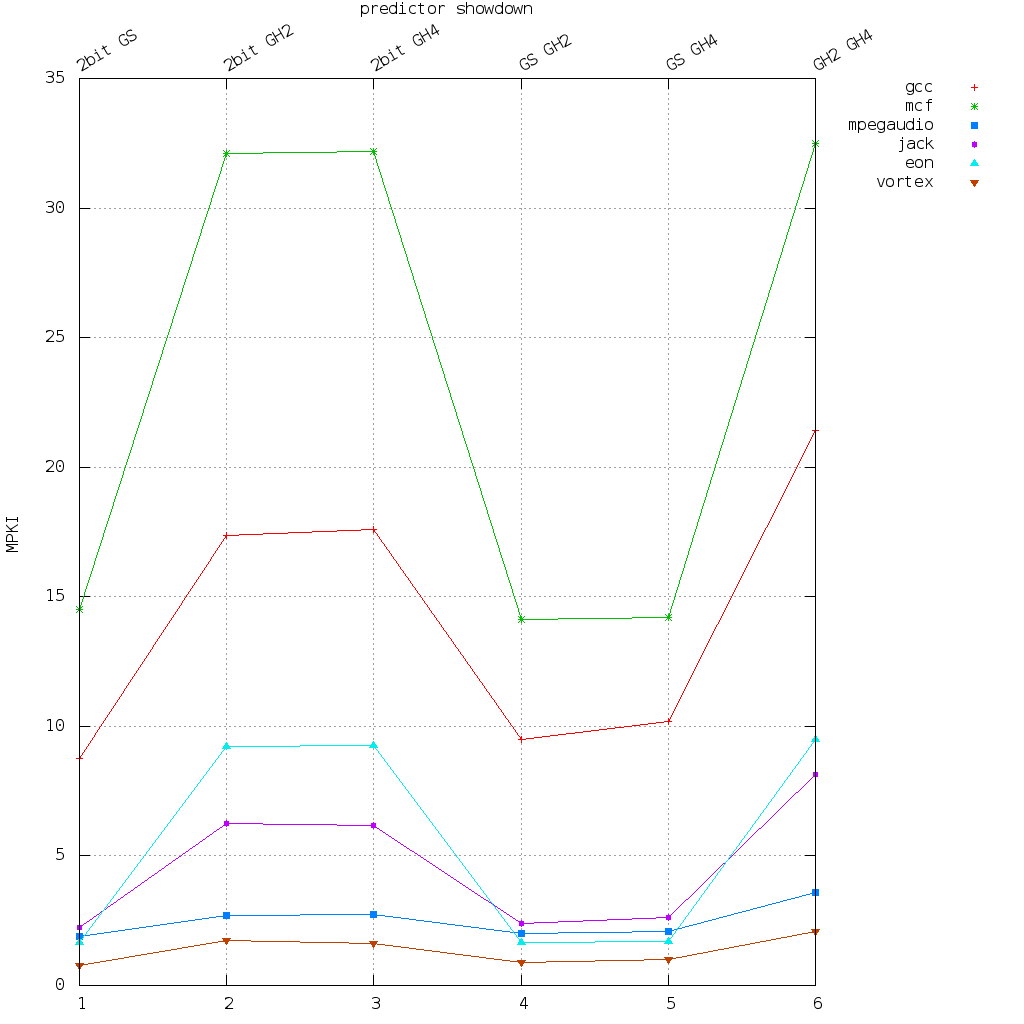 predictor showdown
2bit GS
2bit GH2
2bit GH4
GS GH2
GS GH4
GH2 GH4
gcc
mcf
mpegaudio
jack
eon
vortex
35
30
25
20
15
10
5
0
MPKI
1 2 3 4 5 6